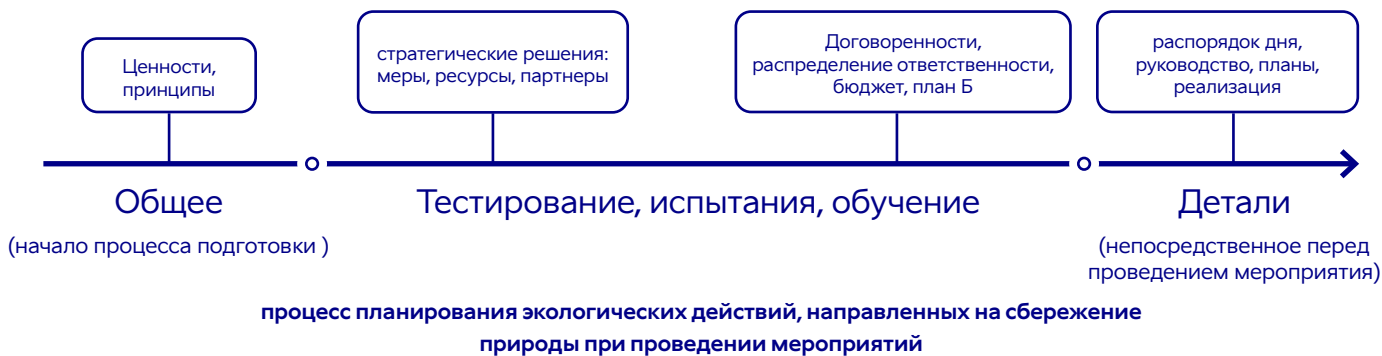 Ценности,
принципы
стратегические решения:
меры, ресурсы, партнеры
Договоренности,
распределение ответственности,
бюджет, план Б
распорядок дня,
руководство, планы,
реализация
Общее
(начало процесса подготовки )
Тестирование, испытания, обучение
Детали
(непосредственное перед
проведением мероприятия)
процесс планирования экологических действий, направленных на сбережение
природы при проведении мероприятий